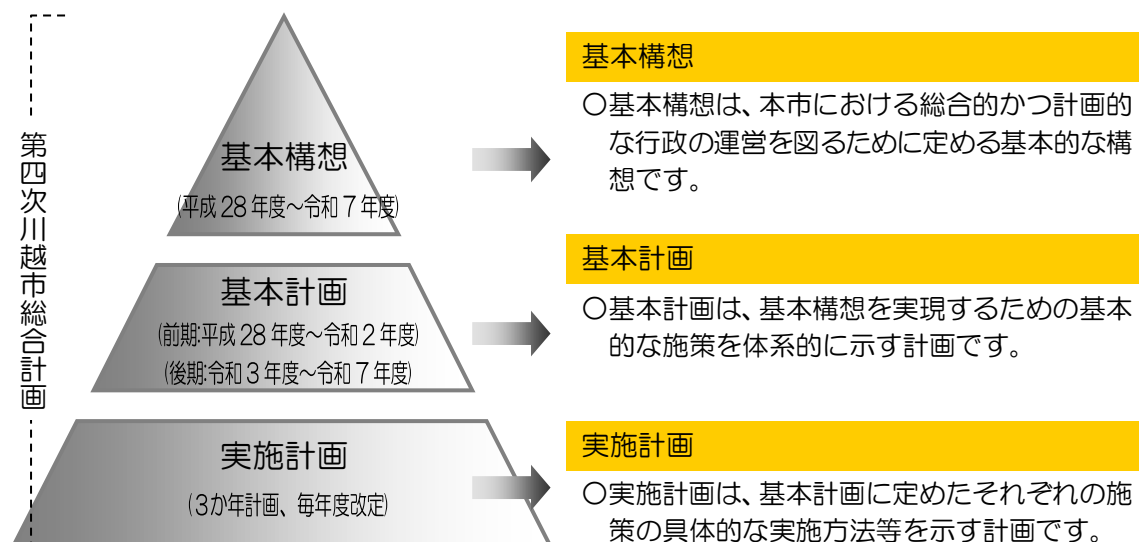 第四次川越市総合計画
基本構想
(平成28年度～令和7年度)
基本構想
〇基本構想は、本市における総合的かつ計画的
な行政の運営を図るために定める基本的な構
想です。
基本計画
(前期:平成28年度～令和2年度)
(後期:令和3年度～令和7年度)
基本計画
〇基本計画は、基本構想を実現するための基本
的な施策を体系的に示す計画です。
実施計画
(3か年計画、毎年度改定)
実施計画
〇実施計画は、基本計画に定めたそれぞれの施
策の具体的な実施方法等を示す計画です。